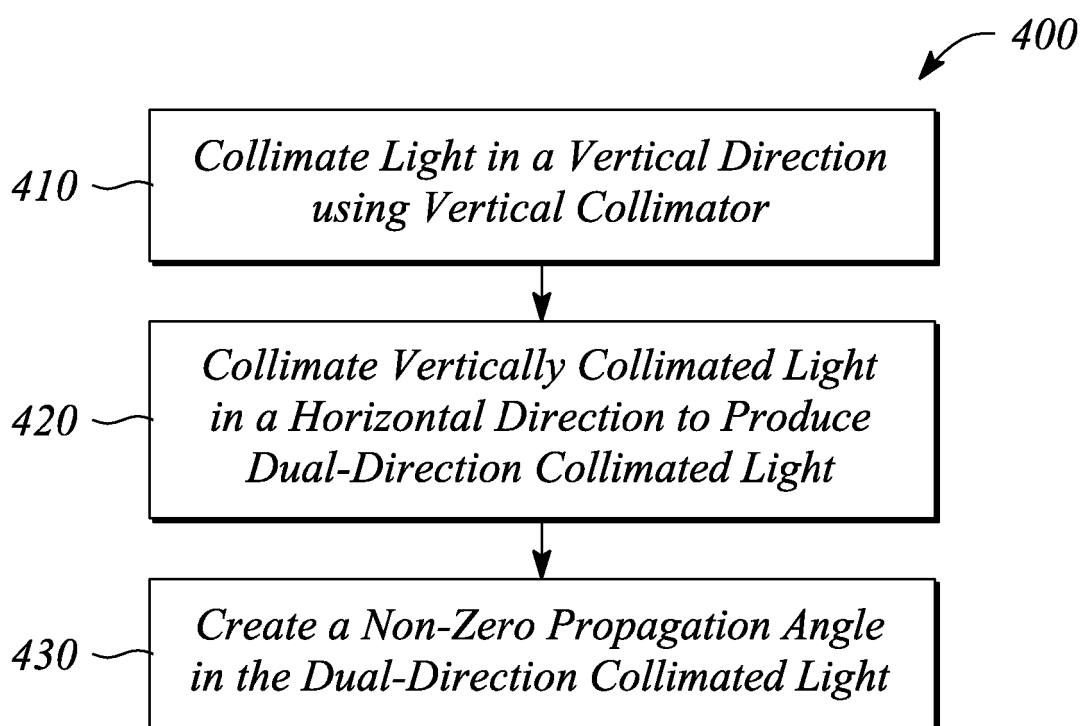 400
410
Collimate Light in a Vertical Direction
using Vertical Collimator
420
Collimate Vertically Collimated Light
in a Horizontal Direction to Produce
Dual-Direction Collimated Light
430
Create a Non-Zero Propagation Angle
in the Dual-Direction Collimated Light